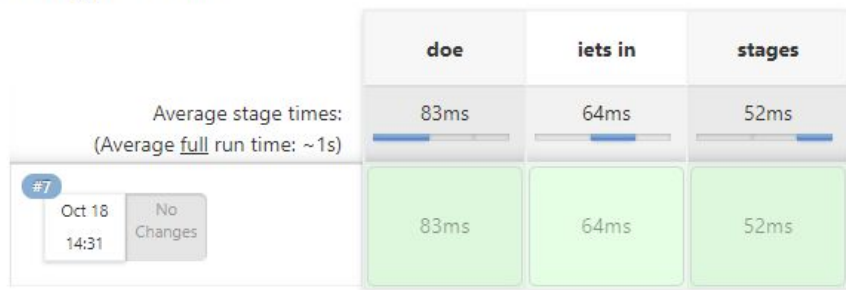 doe iets in stages
Average stage times: 83ms 64ms 52ms
(Average full run time: ~1s)
#7
Oct 18 No
14:31 Changes
83ms 64ms 52ms